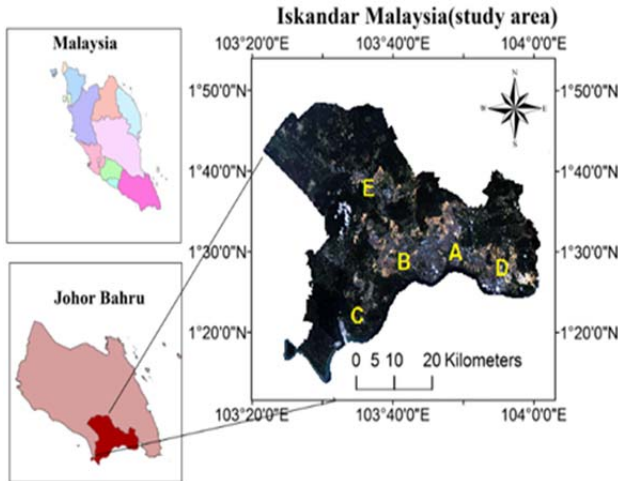 Iskandar Malaysia(study area)
Malaysia
103°20'0"E 103°40'0"E 104°0'0"E
N
W E
S
1°50'0"N 1°50'0"N
1°40'0"N 1°40'0"N
E
1°30'0"N 1°30'0"N
A
B
D
Johor Bahru
C
1°20'0"N 1°20'0"N
0 5 10 20 Kilometers
103°20'0"E 103°40'0"E 104°0'0"E